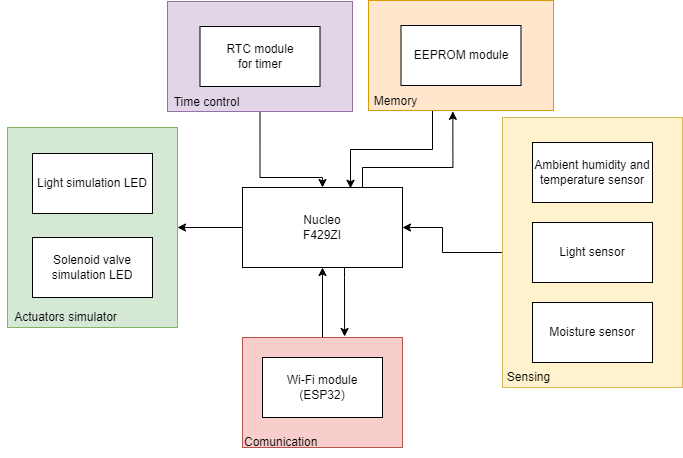 RTC module
for timer
Time control
EEPROM module
Memory
Light simulation LED
Solenoid valve
simulation LED
Actuators simulator
Nucleo
F429ZI
Ambient humidity and
temperature sensor
Light sensor
Moisture sensor
Sensing
Wi-Fi module
(ESP32)
Comunication